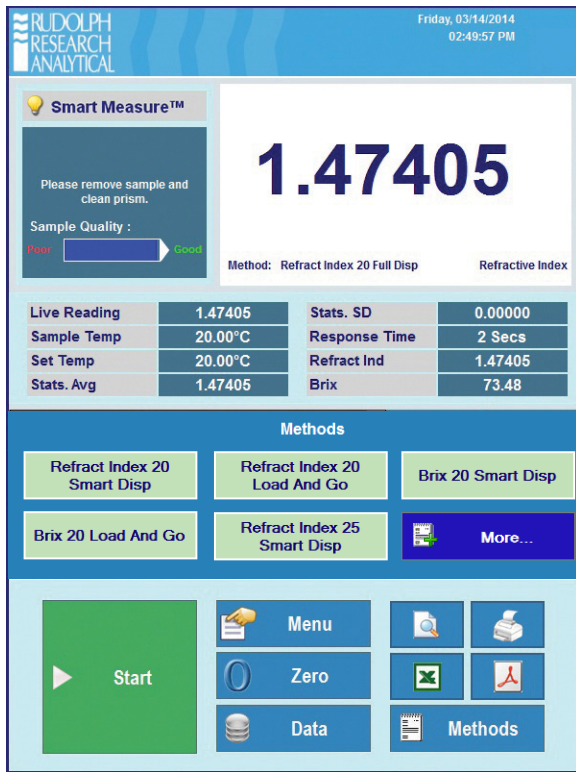 RUDOLPH
RESEARCH
ANALYTICAL
Friday, 03/14/2014
02:49:57 PM
Smart Measure™
Please remove sample and
clean prism.
Sample Quality :
Poor Good
1.47405
Method: Refract Index 20 Full Disp Refractive Index
Live Reading 1.47405 Stats. SD 0.00000
Sample Temp 20.00°C Response Time 2 Secs
Set Temp 20.00°C Refract Ind 1.47405
Stats. Avg 1.47405 Brix 73.48
Methods
Refract Index 20
Smart Disp
Refract Index 20
Load And Go
Brix 20 Smart Disp
Brix 20 Load And Go
Refract Index 25
Smart Disp
More...
Start
Menu
Zero
Data
Methods